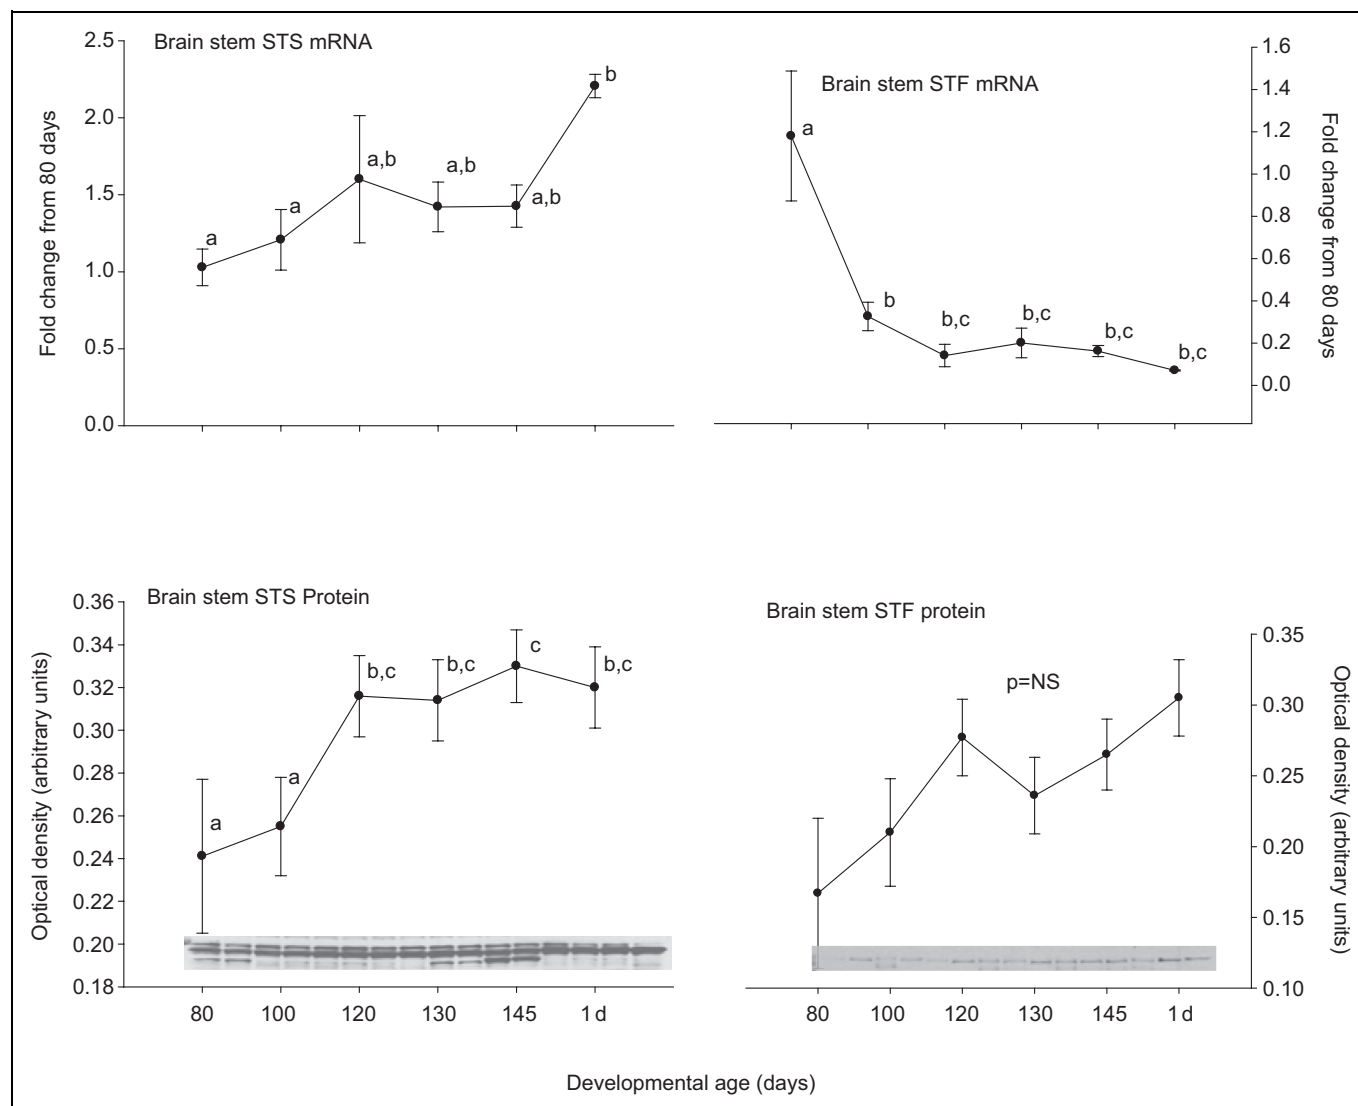 Brain stem STS mRNA
Fold change from 80 days
2.5
2.0
1.5
1.0
0.5
0.0
a
a
a,b
a,b
a,b
b
Brain stem STF mRNA
Fold change from 80 days
1.6
1.4
1.2
1.0
0.8
0.6
0.4
0.2
0.0
a
b
b,c
b,c
b,c
b,c
Brain stem STS Protein
Optical density (arbitrary units)
0.36
0.34
0.32
0.30
0.28
0.26
0.24
0.22
0.20
0.18
a
a
b,c
b,c
c
b,c
80 100 120 130 145 1 d
Brain stem STF protein
p=NS
Optical density (arbitrary units)
0.35
0.30
0.25
0.20
0.15
0.10
80 100 120 130 145 1 d
Developmental age (days)